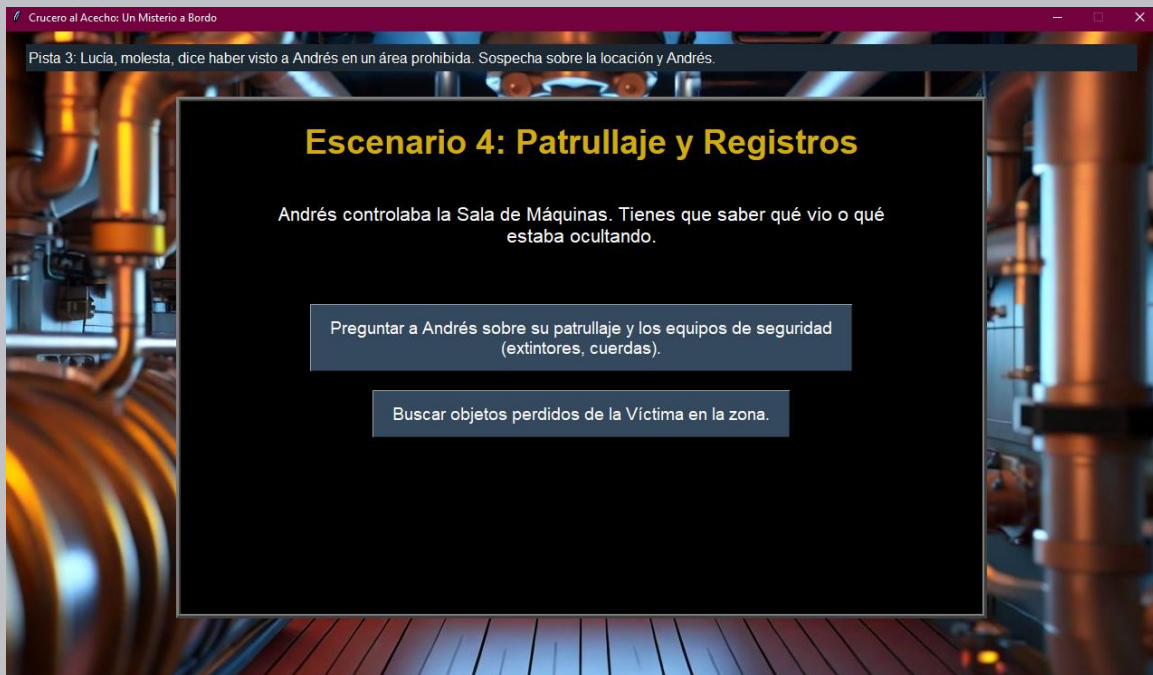 Crucero al Acecho: Un Misterio a Bordo
Pista 3: Lucía, molesta, dice haber visto a Andrés en un área prohibida. Sospecha sobre la locación y Andrés.
Escenario 4: Patrullaje y Registros
Andrés controlaba la Sala de Máquinas. Tienes que saber qué vio o qué
estaba ocultando.
Preguntar a Andrés sobre su patrullaje y los equipos de seguridad
(extintores, cuerdas).
Buscar objetos perdidos de la Víctima en la zona.